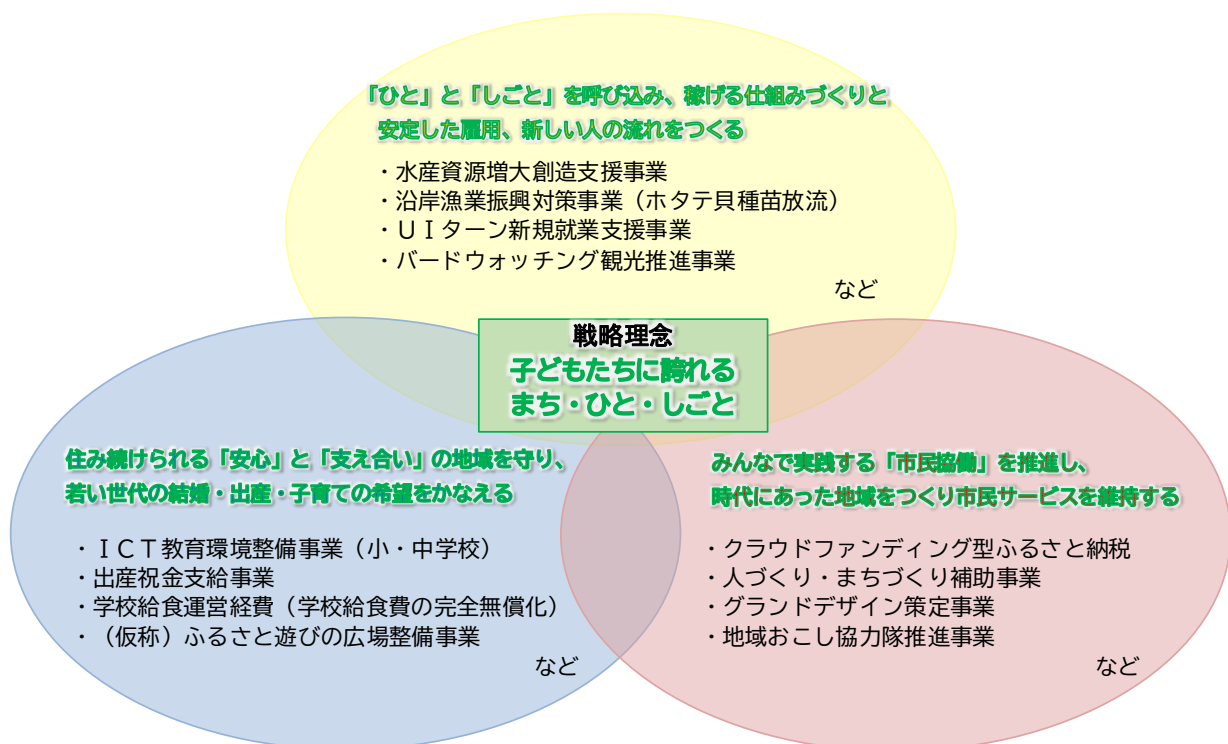 「ひと」と「しごと」を呼び込み、稼げる仕組みづくりと
安定した雇用、新しい人の流れをつくる
・水産資源増大創造支援事業
・沿岸漁業振興対策事業（ホタテ貝種苗放流）
・ＵＩターン新規就業支援事業
・バードウォッチング観光推進事業
など
戦略理念
子どもたちに誇れる
まち・ひと・しごと
住み続けられる「安心」と「支え合い」の地域を守り、
若い世代の結婚・出産・子育ての希望をかなえる
・ＩＣＴ教育環境整備事業（小・中学校）
・出産祝金支給事業
・学校給食運営経費（学校給食費の完全無償化）
・（仮称）ふるさと遊びの広場整備事業
など
みんなで実践する「市民協働」を推進し、
時代にあった地域をつくり市民サービスを維持する
・クラウドファンディング型ふるさと納税
・人づくり・まちづくり補助事業
・グランドデザイン策定事業
・地域おこし協力隊推進事業
など